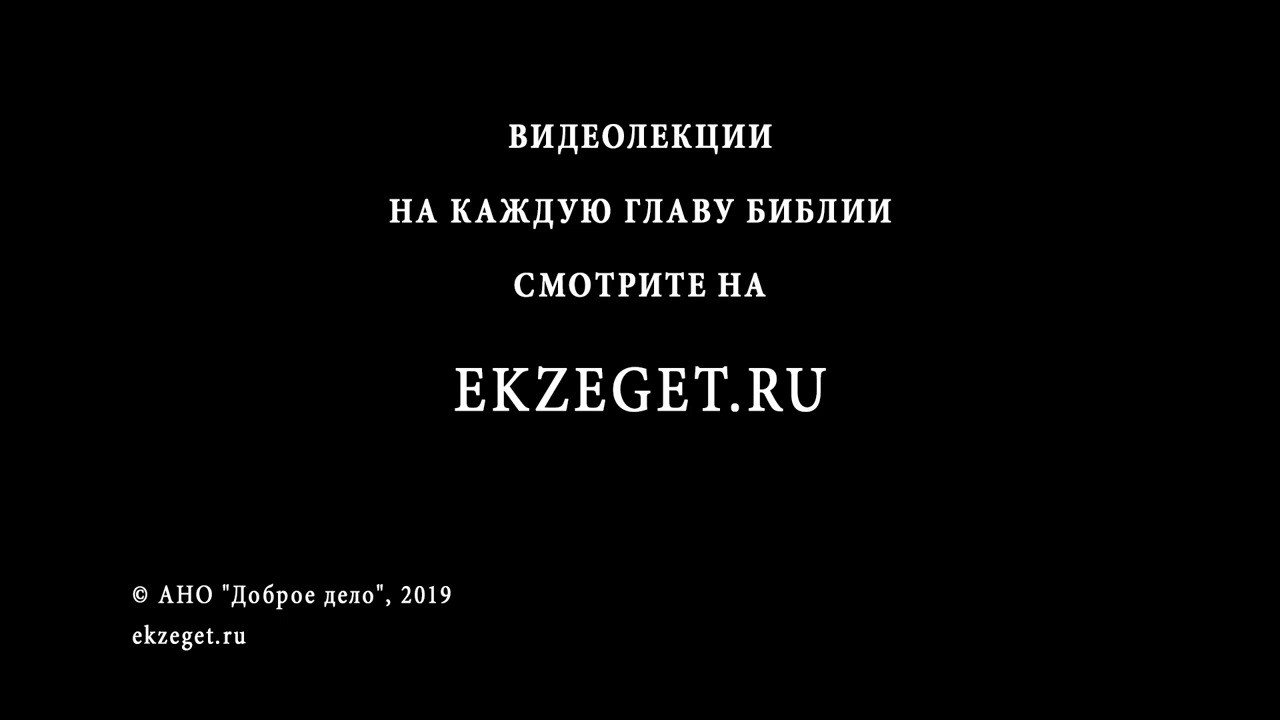 ВИДЕОЛЕКЦИИ
НА КАЖДУЮ ГЛАВУ БИБЛИИ
СМОТРИТЕ НА
EKZEGET.RU
© АНО "Доброе дело", 2019
ekzeget.ru